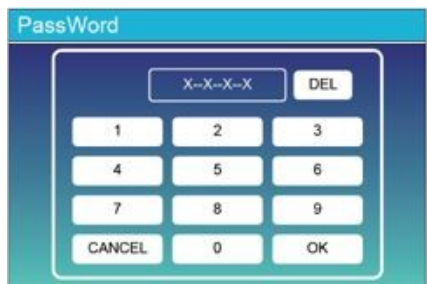 PassWord
X--X--X--X DEL
1 2 3
4 5 6
7 8 9
CANCEL 0 OK